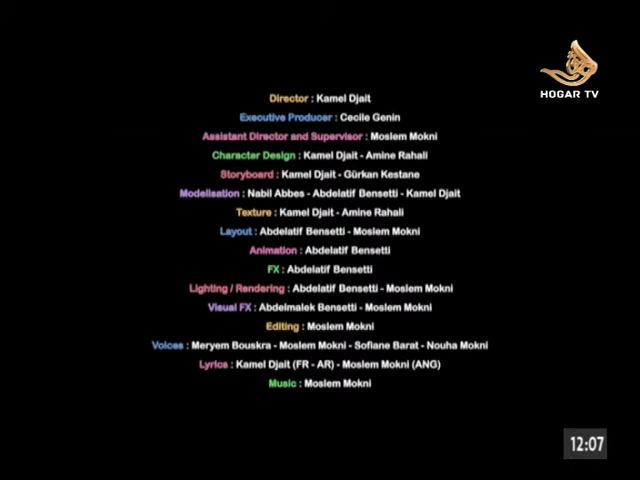 HOGAR TV
Director : Kamel Djait
Executive Producer : Cecile Genin
Assistant Director and Supervisor : Moslem Mokni
Character Design : Kamel Djait - Amine Rahali
Storyboard : Kamel Djait - Gürkan Kestane
Modelisation : Nabil Abbes - Abdelatif Bensetti - Kamel Djait
Texture : Kamel Djait - Amine Rahali
Layout : Abdelatif Bensetti - Moslem Mokni
Animation : Abdelatif Bensetti
FX : Abdelatif Bensetti
Lighting / Rendering : Abdelatif Bensetti - Moslem Mokni
Visual FX : Abdelmalek Bensetti - Moslem Mokni
Editing : Moslem Mokni
Voices : Meryem Bouskra - Moslem Mokni - Sofiane Barat - Nouha Mokni
Lyrics : Kamel Djait (FR - AR) - Moslem Mokni (ANG)
Music : Moslem Mokni
12:07